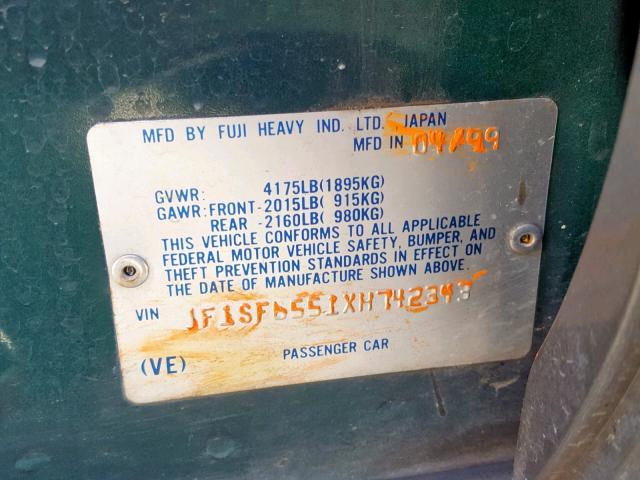 MFD BY FUJI HEAVY IND. LTD. JAPAN
MFD IN 04/99
GVWR: 4175LB(1895KG)
GAWR: FRONT-2015LB( 915KG)
REAR -2160LB( 980KG)
THIS VEHICLE CONFORMS TO ALL APPLICABLE
FEDERAL MOTOR VEHICLE SAFETY, BUMPER, AND
THEFT PREVENTION STANDARDS IN EFFECT ON
THE DATE OF MANUFACTURE SHOWN ABOVE.
VIN JF1SF6551XH742343
(VE) PASSENGER CAR